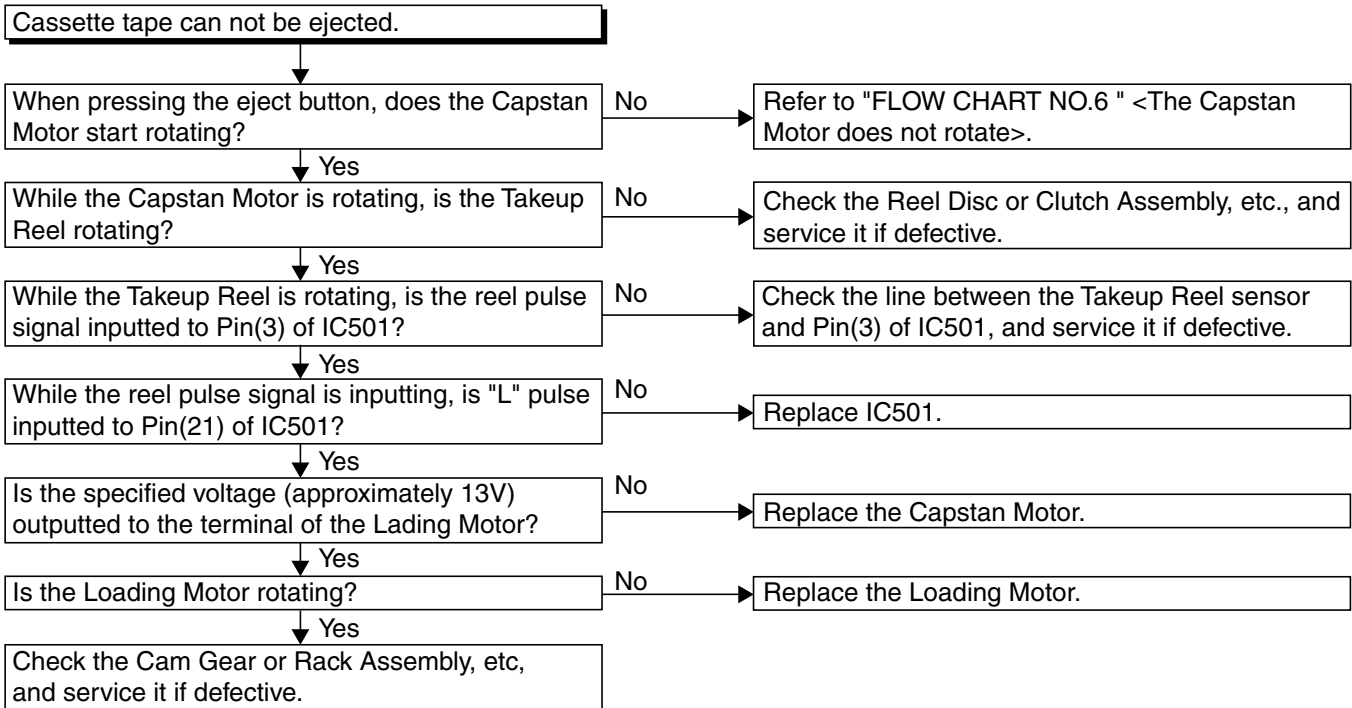 Cassette tape can not be ejected.
When pressing the eject button, does the Capstan
Motor start rotating?
No
Refer to "FLOW CHART NO.6 " <The Capstan
Motor does not rotate>.
Yes
While the Capstan Motor is rotating, is the Takeup
Reel rotating?
No
Check the Reel Disc or Clutch Assembly, etc., and
service it if defective.
Yes
While the Takeup Reel is rotating, is the reel pulse
signal inputted to Pin(3) of IC501?
No
Check the line between the Takeup Reel sensor
and Pin(3) of IC501, and service it if defective.
Yes
While the reel pulse signal is inputting, is "L" pulse
inputted to Pin(21) of IC501?
No
Replace IC501.
Yes
Is the specified voltage (approximately 13V)
outputted to the terminal of the Lading Motor?
No
Replace the Capstan Motor.
Yes
Is the Loading Motor rotating?
No
Replace the Loading Motor.
Yes
Check the Cam Gear or Rack Assembly, etc,
and service it if defective.